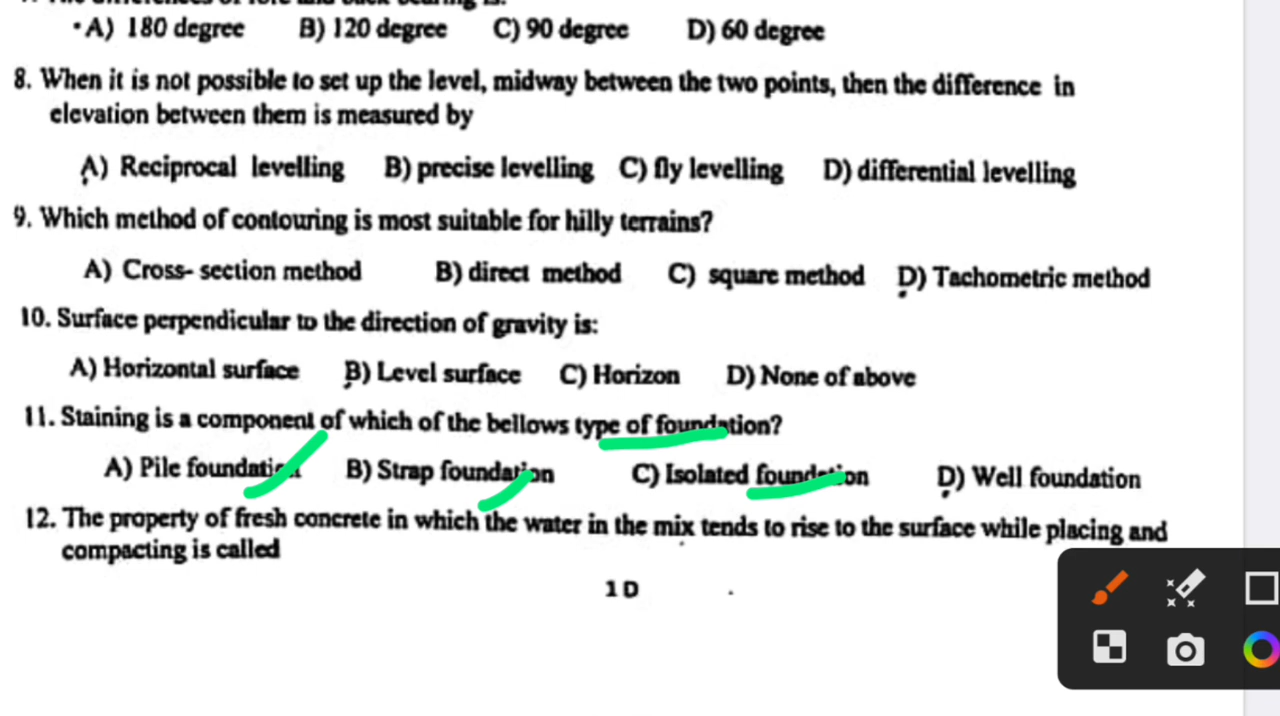 A) 180 degree B) 120 degree C) 90 degree D) 60 degree
8. When it is not possible to set up the level, midway between the two points, then the difference in
elevation between them is measured by
A) Reciprocal levelling B) precise levelling C) fly levelling D) differential levelling
9. Which method of contouring is most suitable for hilly terrains?
A) Cross- section method B) direct method C) square method D) Tachometric method
10. Surface perpendicular to the direction of gravity is:
A) Horizontal surface B) Level surface C) Horizon D) None of above
11. Staining is a component of which of the bellows type of foundation?
A) Pile foundation B) Strap foundation C) Isolated foundation D) Well foundation
12. The property of fresh concrete in which the water in the mix tends to rise to the surface while placing and
compacting is called
1 D